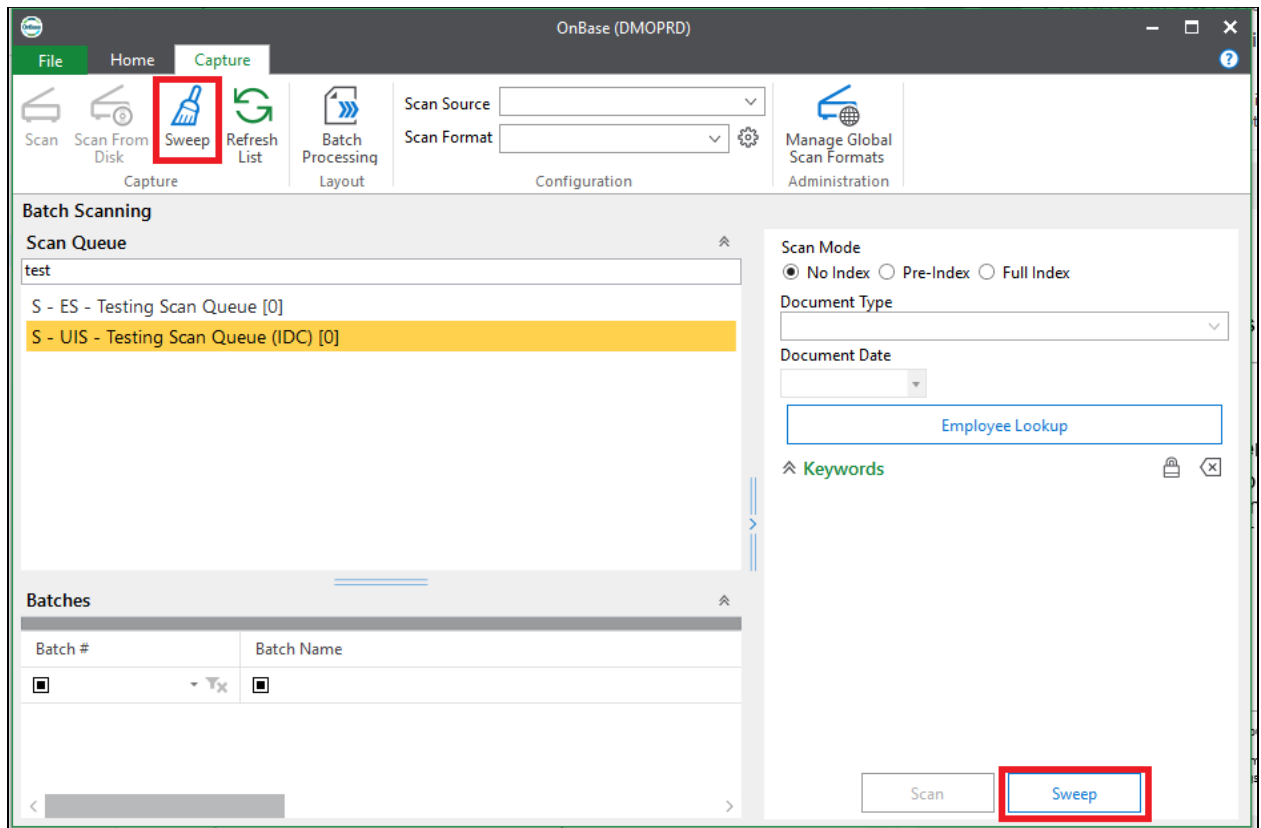 OnBase (DMOPRD)
File Home Capture
Scan Scan From Disk Sweep Refresh List Batch Processing Scan Source Scan Format Manage Global Scan Formats
Capture Layout Configuration Administration
Batch Scanning
Scan Queue
test
S - ES - Testing Scan Queue [0]
S - UIS - Testing Scan Queue (IDC) [0]
Scan Mode
No Index Pre-Index Full Index
Document Type
Document Date
Employee Lookup
Keywords
Batches
Batch # Batch Name
Scan Sweep